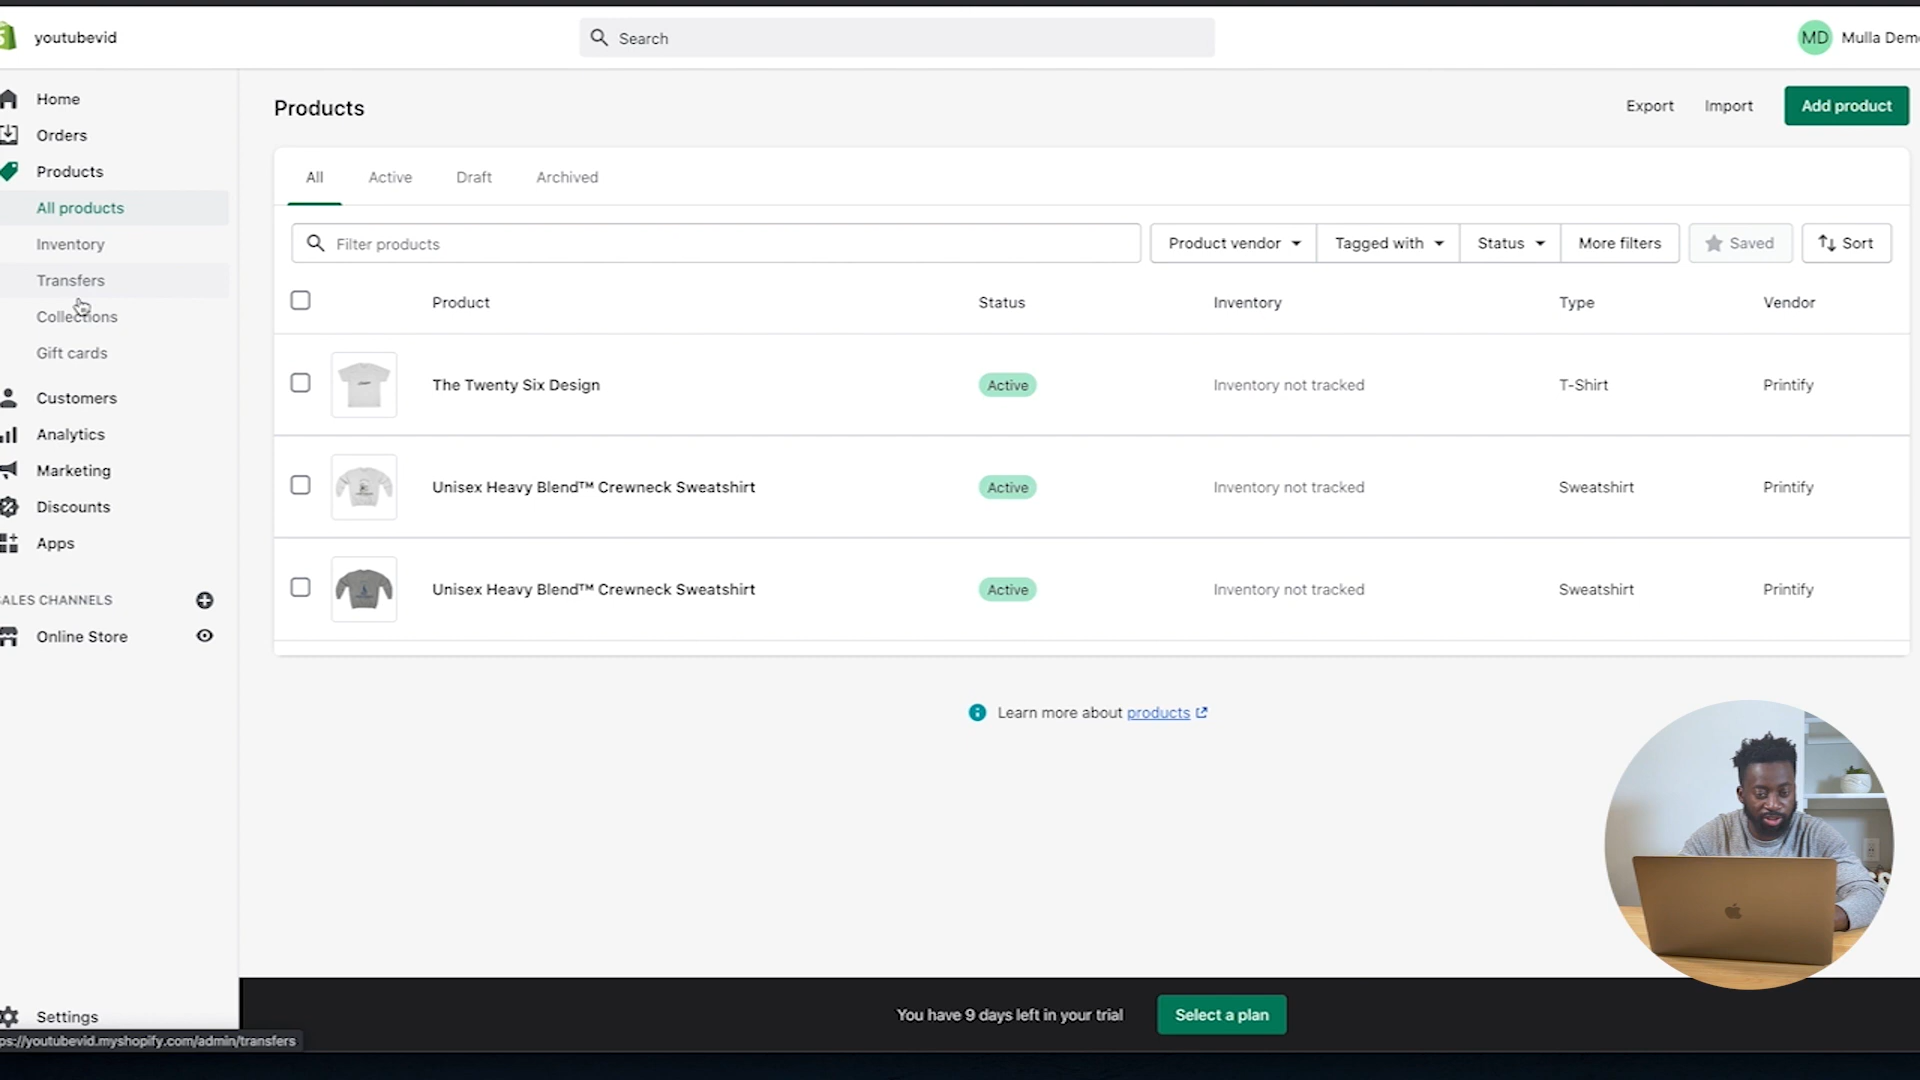 youtubevid
Search
MD Mulla Dem
Home
Orders
Products
All products
Inventory
Transfers
Collections
Gift cards
Customers
Analytics
Marketing
Discounts
Apps
ALES CHANNELS
Online Store
Settings
ps://youtubevid.myshopify.com/admin/transfers
Products
Export Import Add product
All Active Draft Archived
Filter products Product vendor Tagged with Status More filters Saved Sort
Product Status Inventory Type Vendor
The Twenty Six Design Active Inventory not tracked T-Shirt Printify
Unisex Heavy Blend™ Crewneck Sweatshirt Active Inventory not tracked Sweatshirt Printify
Unisex Heavy Blend™ Crewneck Sweatshirt Active Inventory not tracked Sweatshirt Printify
Learn more about products
You have 9 days left in your trial Select a plan